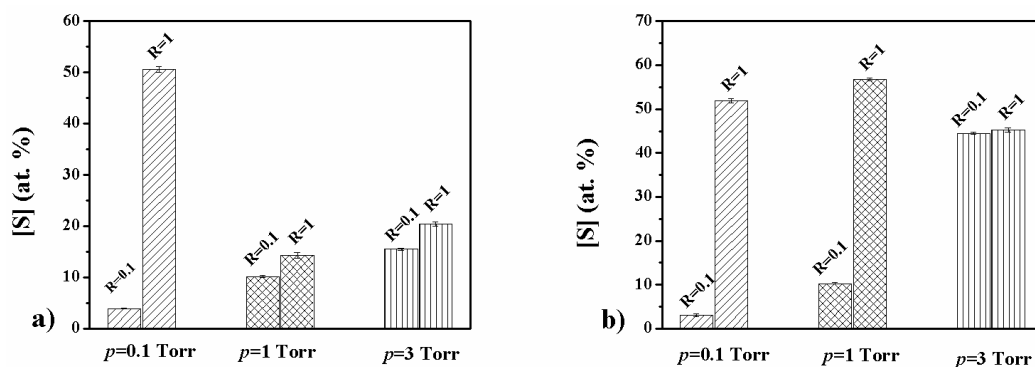 60
50
40
30
20
10
0
[S] (at. %)
R=0.1
R=1
R=0.1
R=1
R=0.1
R=1
p=0.1 Torr
p=1 Torr
p=3 Torr
a)
70
60
50
40
30
20
10
0
[S] (at. %)
R=0.1
R=1
R=0.1
R=1
R=0.1
R=1
p=0.1 Torr
p=1 Torr
p=3 Torr
b)